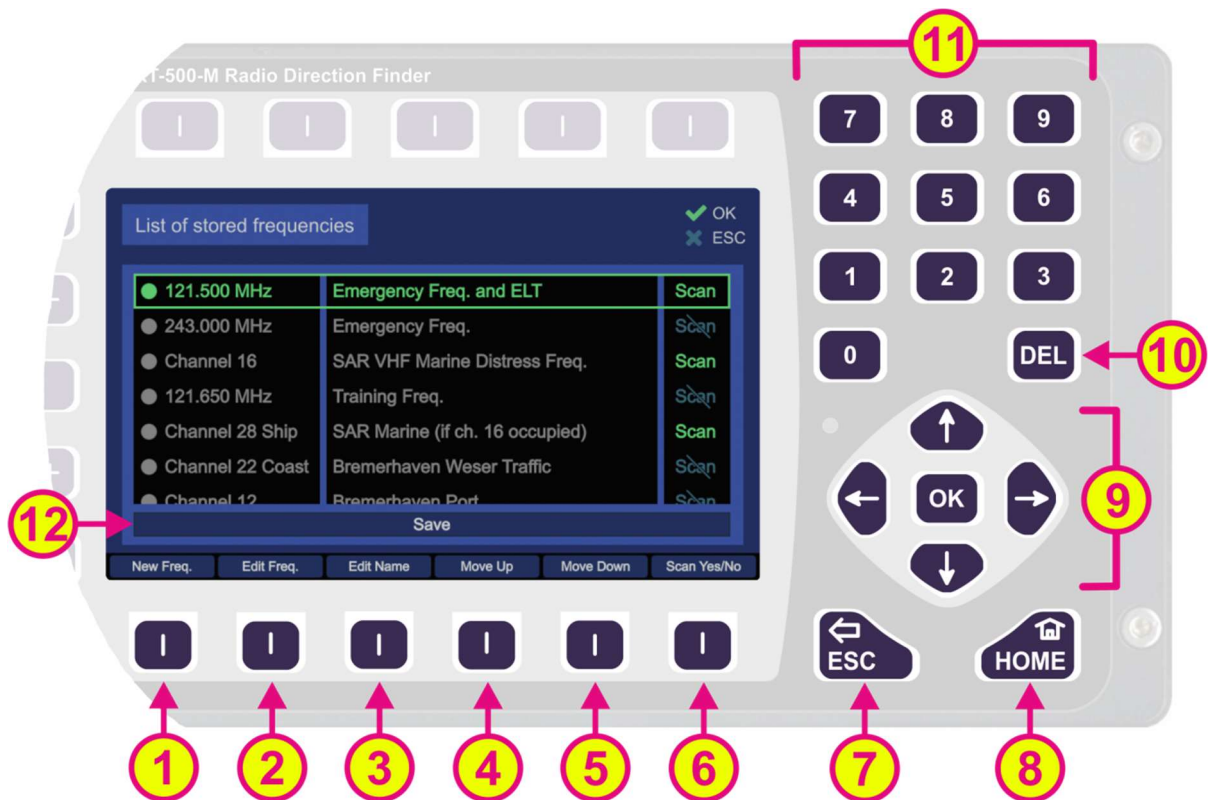 11
RT-500-M Radio Direction Finder
7 8 9
4 5 6
1 2 3
0 DEL
10
List of stored frequencies
OK
ESC
121.500 MHz Emergency Freq. and ELT Scan
243.000 MHz Emergency Freq. Scan
Channel 16 SAR VHF Marine Distress Freq. Scan
121.650 MHz Training Freq. Scan
Channel 28 Ship SAR Marine (if ch. 16 occupied) Scan
Channel 22 Coast Bremerhaven Weser Traffic Scan
Channel 12 Bremerhaven Port Scan
12
Save
New Freq. Edit Freq. Edit Name Move Up Move Down Scan Yes/No
OK
9
ESC
HOME
1 2 3 4 5 6 7 8